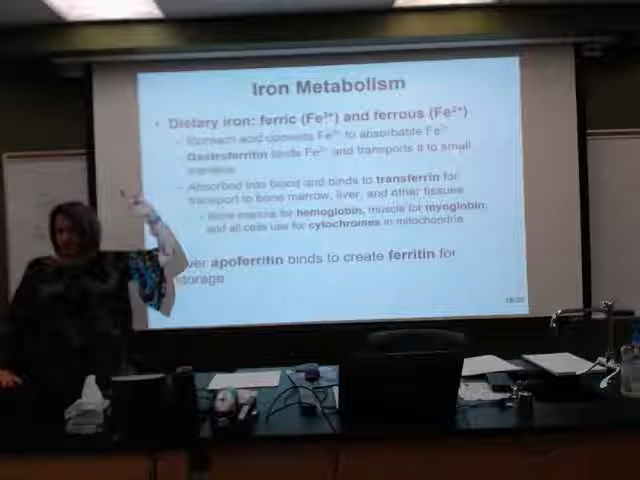 Iron Metabolism
• Dietary iron: ferric (Fe³⁺) and ferrous (Fe²⁺)
– Stomach acid converts Fe³⁺ to absorbable Fe²⁺
– Gastroferritin binds Fe²⁺ and transports it to small
intestine
– Absorbed into blood and binds to transferrin for
transport to bone marrow, liver, and other tissues
• Bone marrow for hemoglobin, muscle for myoglobin,
and all cells use for cytochromes in mitochondria
apoferritin binds to create ferritin for
storage